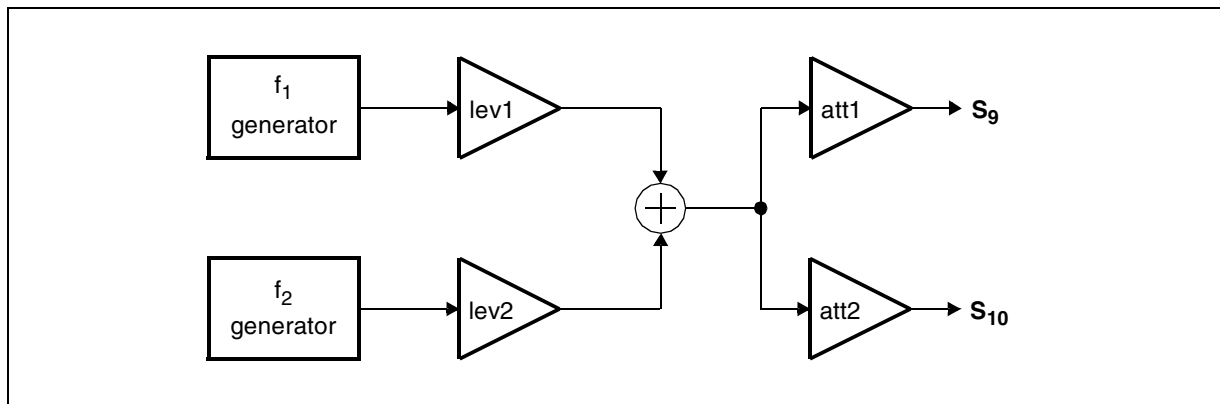 f1
generator
lev1
att1
S9
f2
generator
lev2
att2
S10